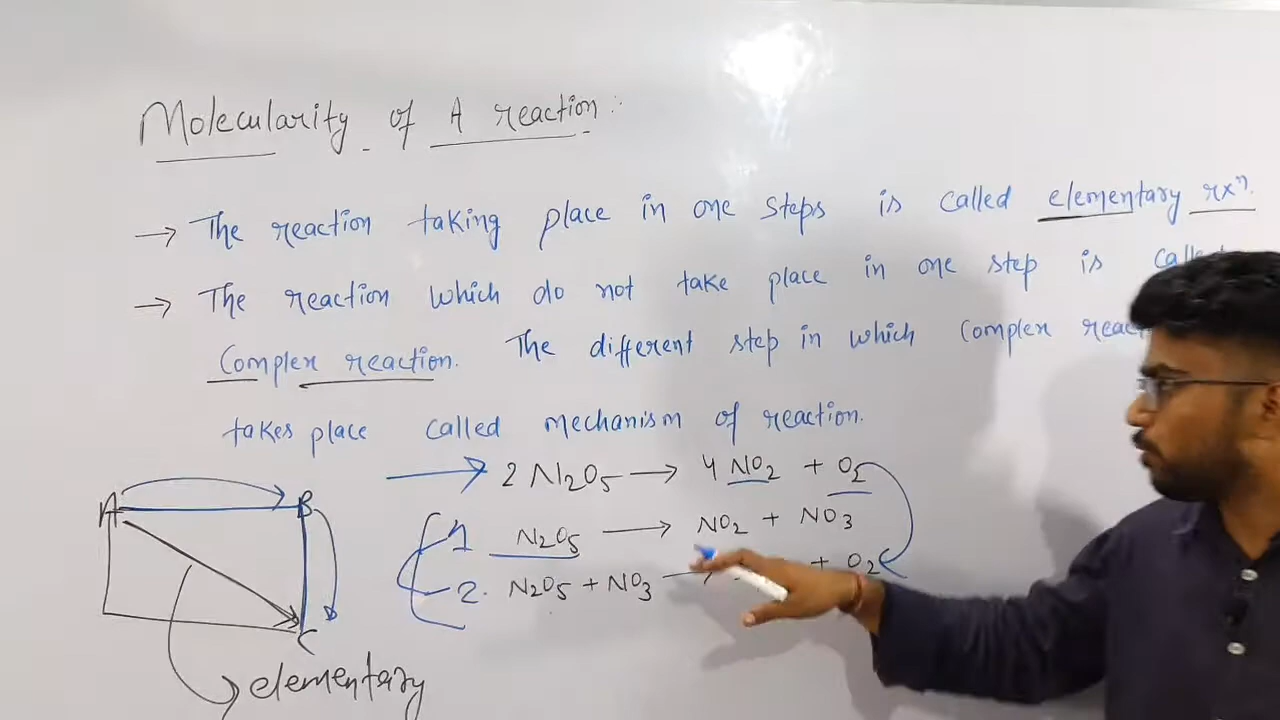 Molecularity of A reaction :
→ The reaction taking place in one steps is called elementary rxⁿ.
→ The reaction which do not take place in one step is
Complex reaction. The different step in which Complex
takes place called mechanism of reaction.
→ 2 N₂O₅ → 4 NO₂ + O₂
1 N₂O₅ → NO₂ + NO₃
2. N₂O₅ + NO₃ → + O₂
A B
C
elementary